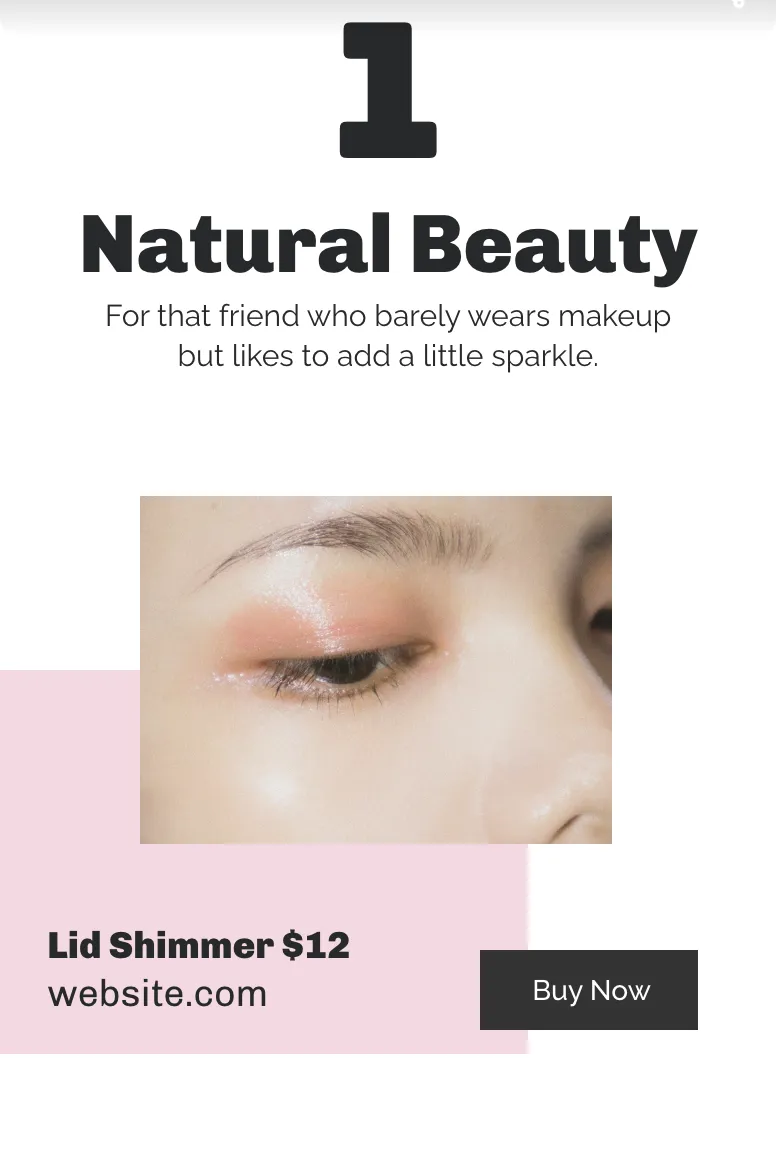 1
Natural Beauty
For that friend who barely wears makeup
but likes to add a little sparkle.
Lid Shimmer $12
website.com
Buy Now